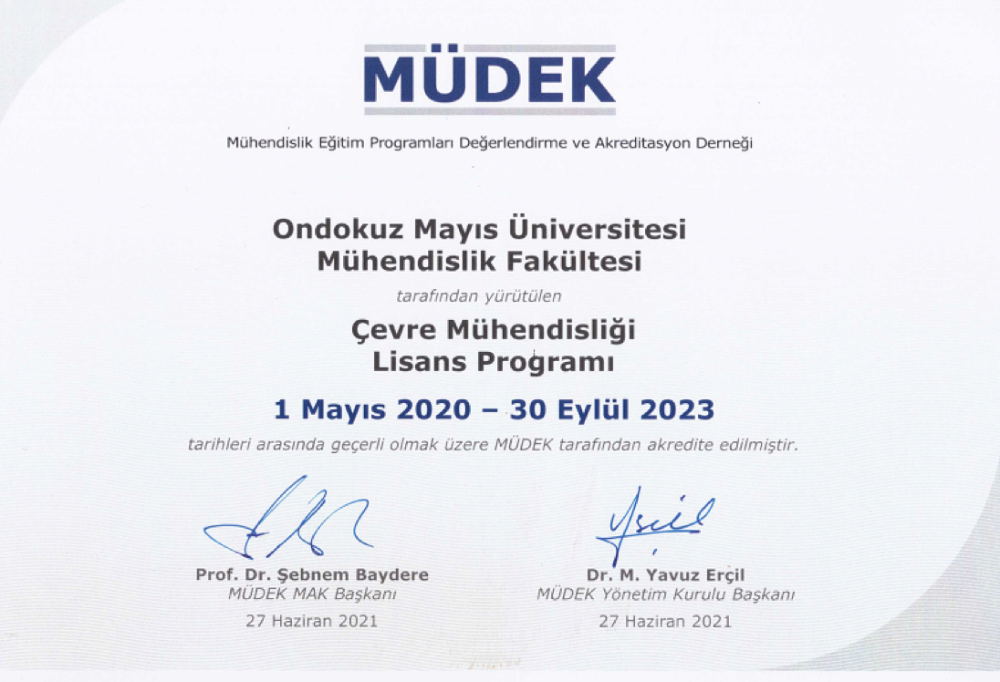 MÜDEK
Mühendislik Eğitim Programları Değerlendirme ve Akreditasyon Derneği
Ondokuz Mayıs Üniversitesi
Mühendislik Fakültesi
tarafından yürütülen
Çevre Mühendisliği
Lisans Programı
1 Mayıs 2020 – 30 Eylül 2023
tarihleri arasında geçerli olmak üzere MÜDEK tarafından akredite edilmiştir.
Prof. Dr. Şebnem Baydere
MÜDEK MAK Başkanı
27 Haziran 2021
Dr. M. Yavuz Erçil
MÜDEK Yönetim Kurulu Başkanı
27 Haziran 2021